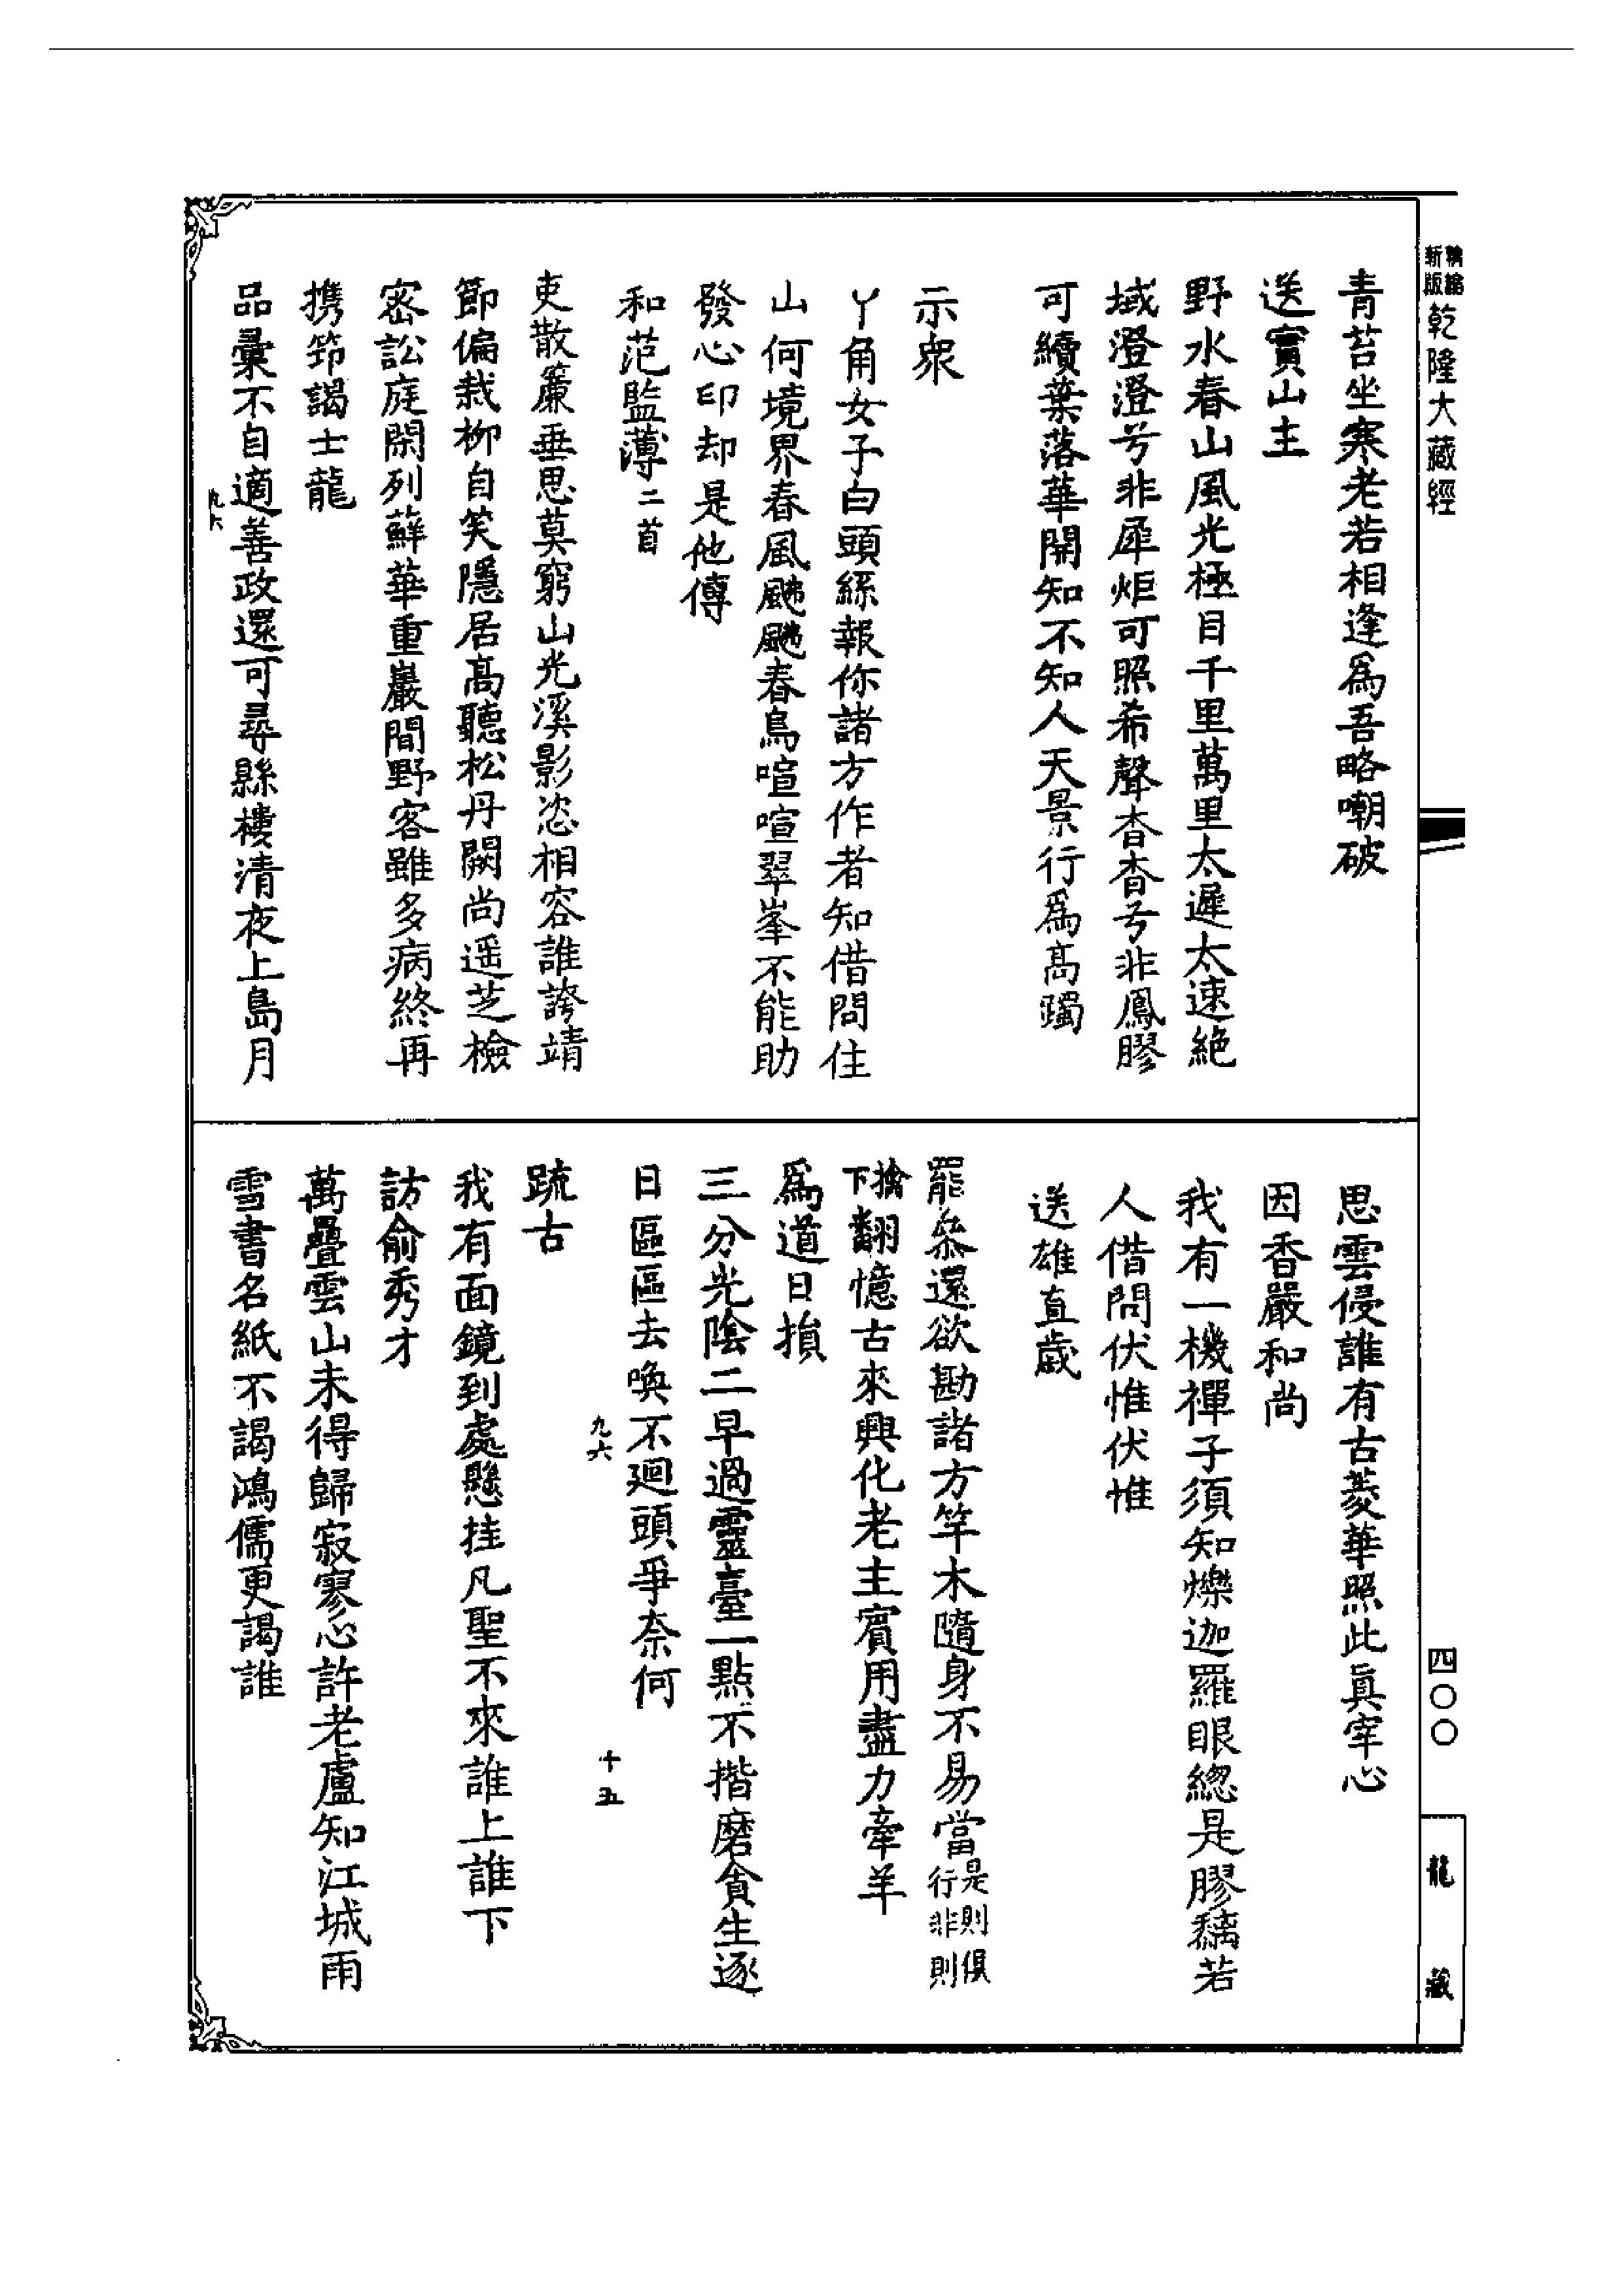 精縮
新版
乾隆大藏經
青苔坐寒老若相逢爲吾略嘲破
送實山主
野水春山風光極目千里萬里太遲太速絕
域澄澄兮非犀炬可照希聲杳杳兮非鳳膠
可續葉落華開知不知人天景行爲高躅
示衆
丫角女子白頭絲報你諸方作者知借問住
山何境界春風颸颸春鳥喧喧翠峯不能助
發心印却是他傳
和范監薄二首
吏散簾垂思莫窮山光溪影恣相容誰誇靖
節偏栽柳自笑隱居高聽松丹闕尚遥芝檢
密訟庭閑列蘚華重巖間野客雖多病終再
携筇謁士龍
品彙不自適善政還可尋縣樓清夜上島月
九六
思雲侵誰有古菱華照此眞宰心
因香嚴和尚
我有一機禪子須知爍迦羅眼總是膠黐若
人借問伏惟伏惟
送雄直歲
罷叅還欲勘諸方竿木隨身不易當是則俱行非則
下擒翻憶古來興化老主賓用盡力牽羊
爲道日損
三分光陰二早過靈臺一點不揩磨貪生逐
日區區去喚不廻頭爭奈何
九六
十五
䟽古
我有面鏡到處懸挂凡聖不來誰上誰下
訪俞秀才
萬疊雲山未得歸寂寥心許老盧知江城雨
雪書名紙不謁鴻儒更謁誰
四〇〇
龍藏